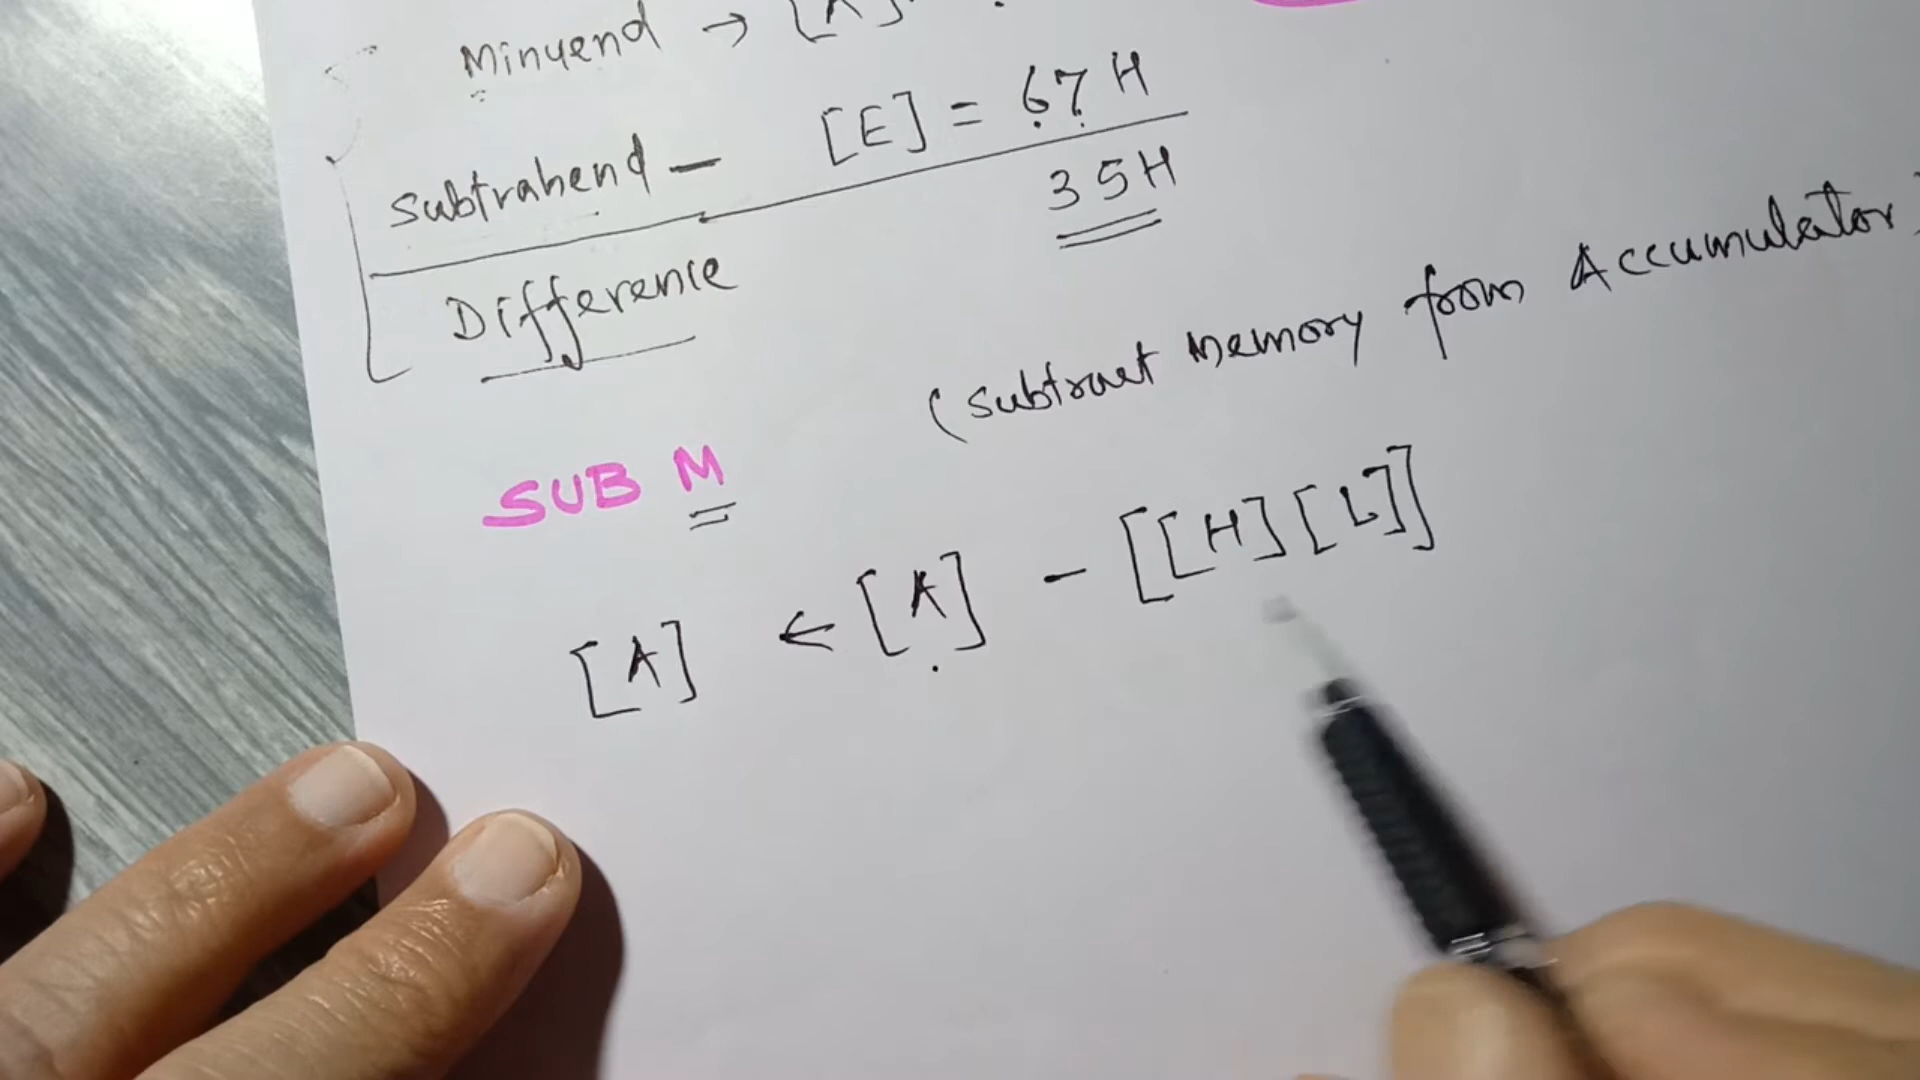 Minuend → [A]
Subtrahend - [E] = 67 H
Difference 35H
(Subtract Memory from Accumulator)
SUB M
[A] ← [A] - [[H][L]]